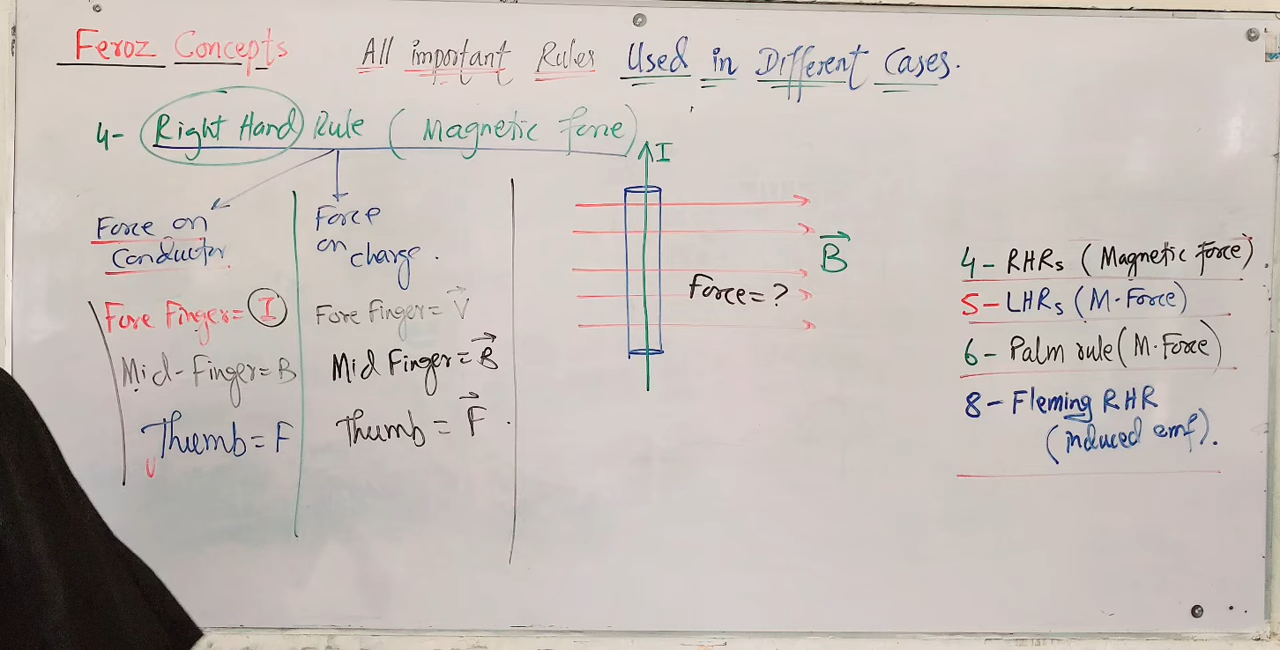 Feroz Concepts All important Rules Used in Different Cases.
4- Right Hand Rule (Magnetic force)
Force on
Conductor
Fore Finger = I
Mid-Finger = B
Thumb = F
Force
on charge.
Fore finger = V
Mid Finger = B
Thumb = F.
I
B
Force = ?
4- RHRs (Magnetic force)
5- LHRs (M. Force)
6- Palm rule (M. Force)
8- Fleming RHR
(induced emf).